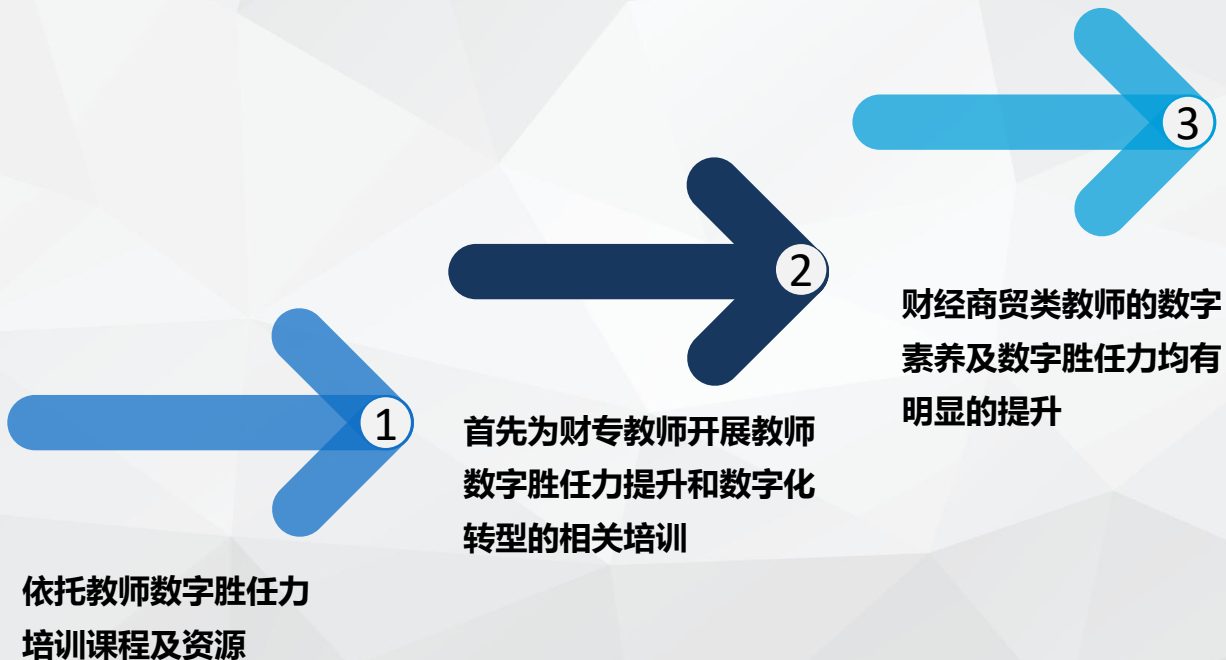 1
依托教师数字胜任力
培训课程及资源
2
首先为财专教师开展教师
数字胜任力提升和数字化
转型的相关培训
3
财经商贸类教师的数字
素养及数字胜任力均有
明显的提升